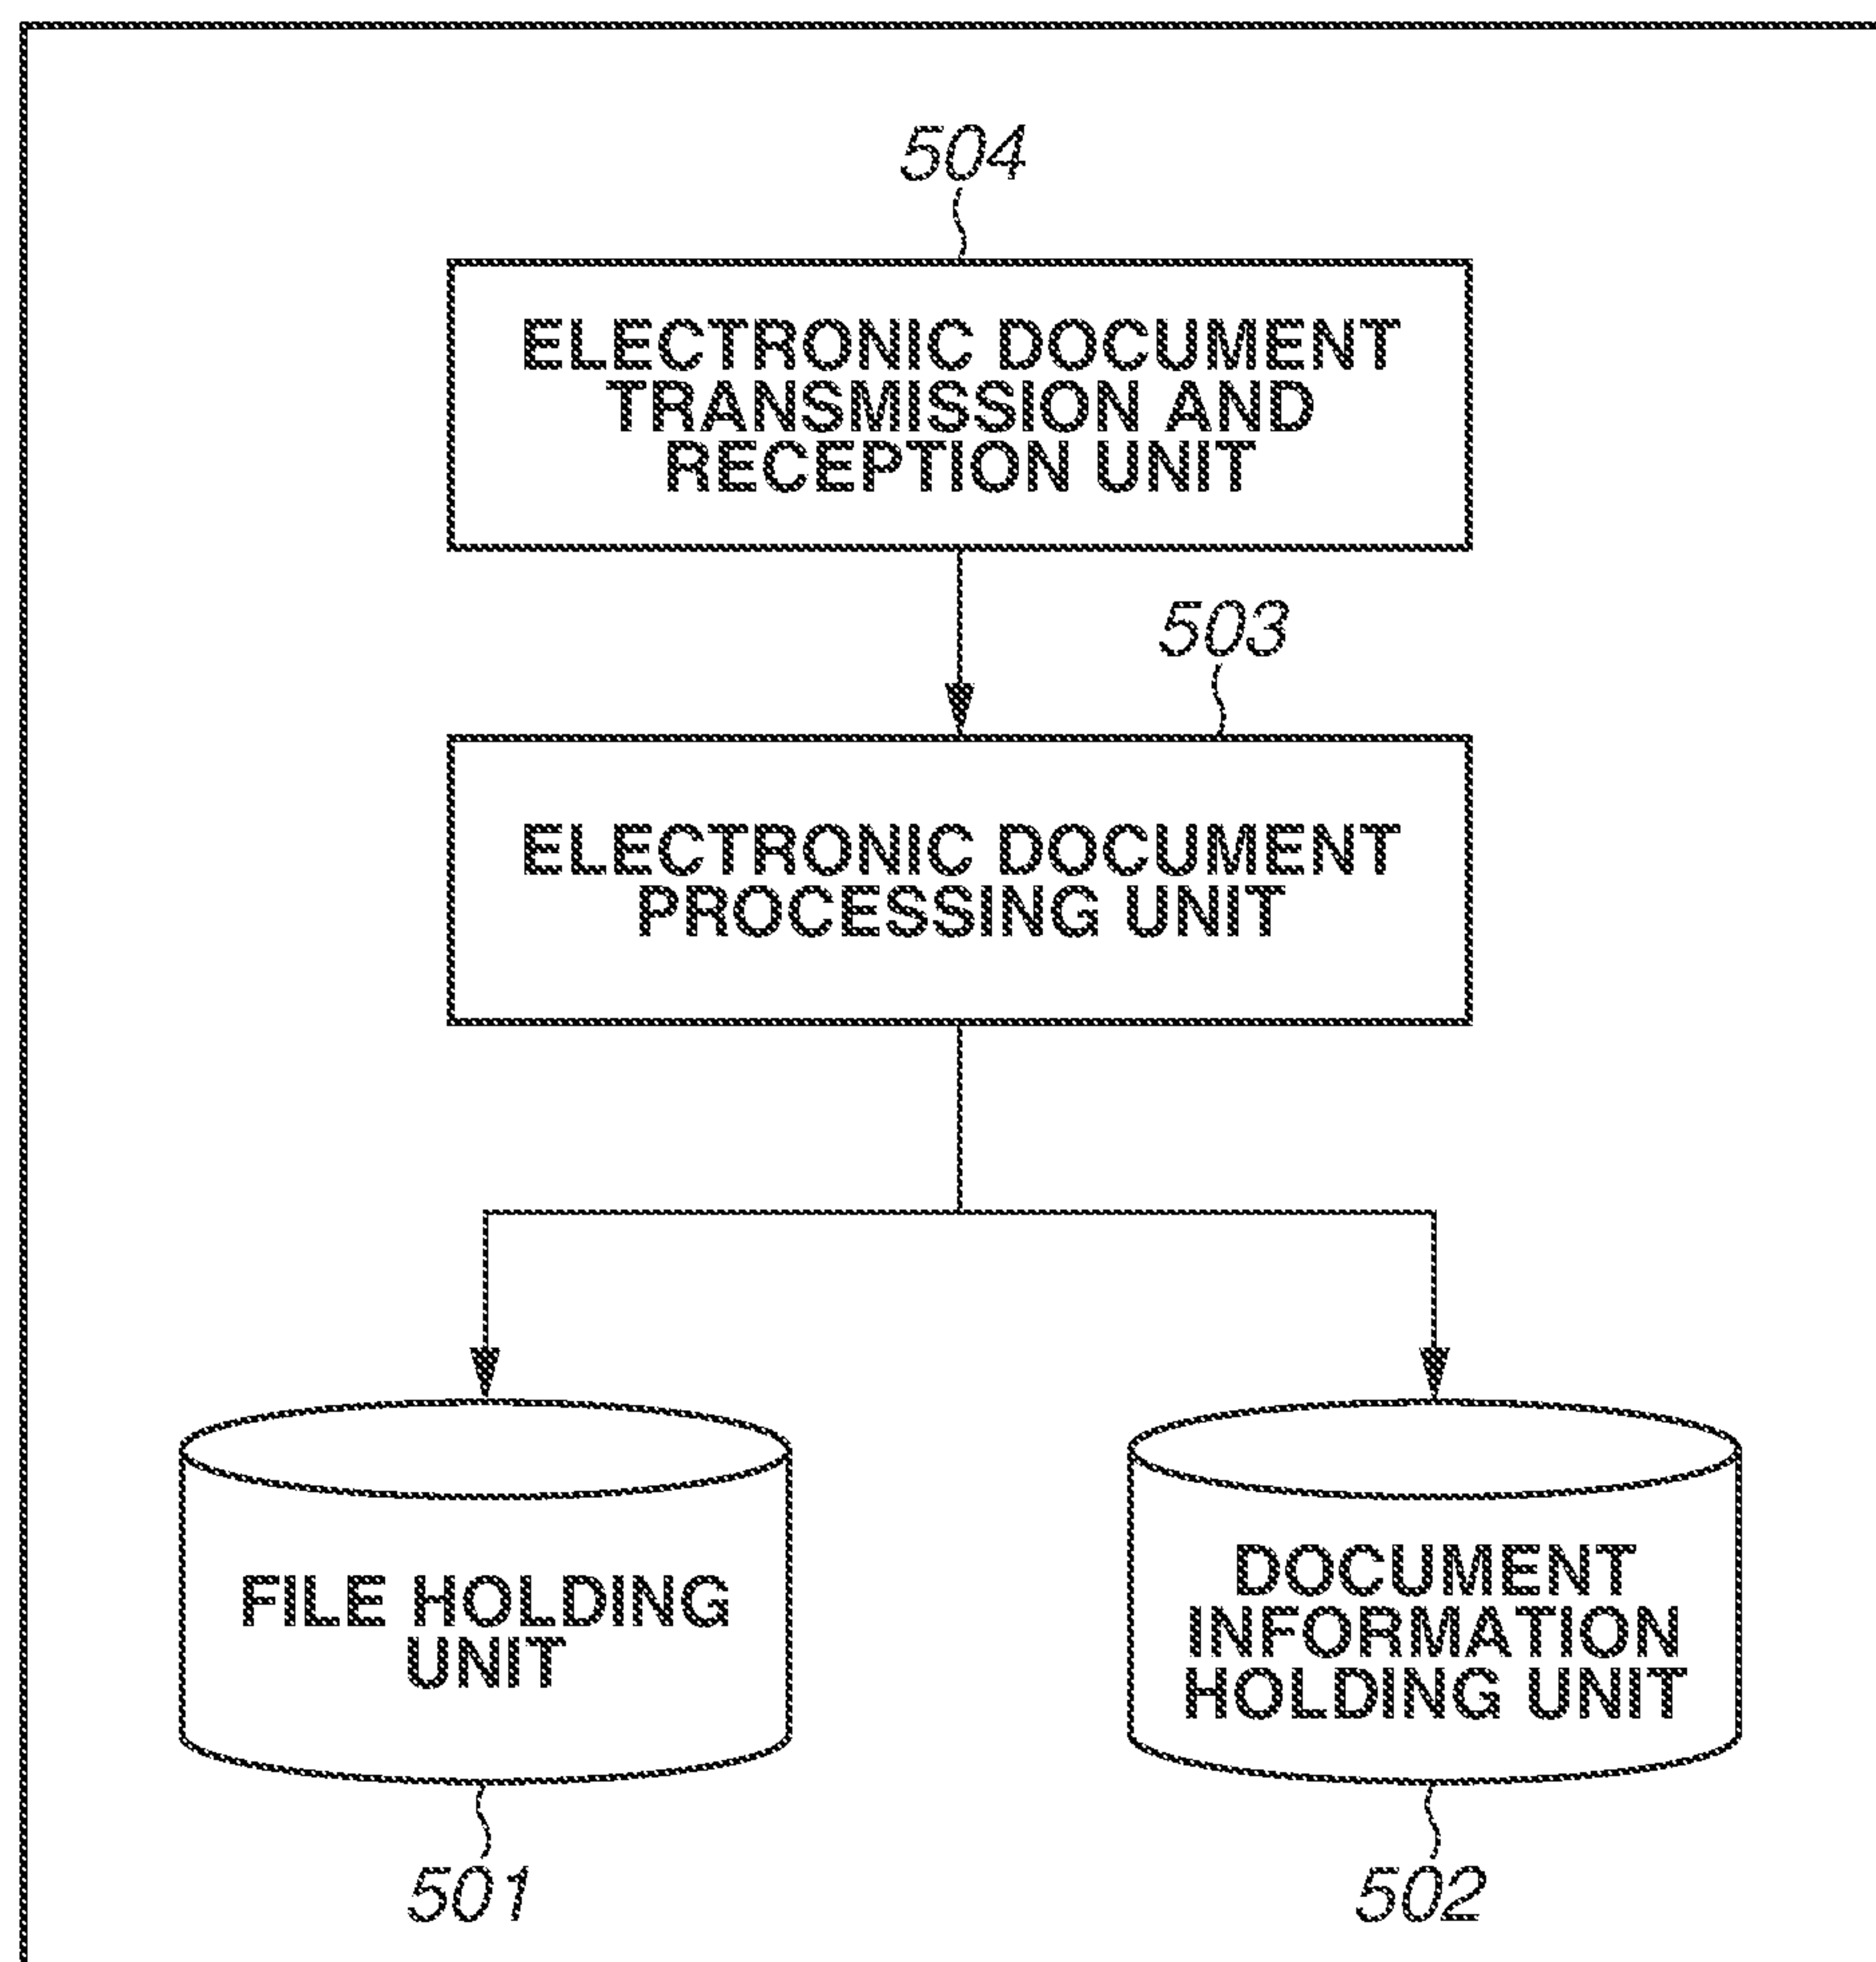 504
ELECTRONIC DOCUMENT
TRANSMISSION AND
RECEPTION UNIT
503
ELECTRONIC DOCUMENT
PROCESSING UNIT
FILE HOLDING
UNIT
DOCUMENT
INFORMATION
HOLDING UNIT
501
502